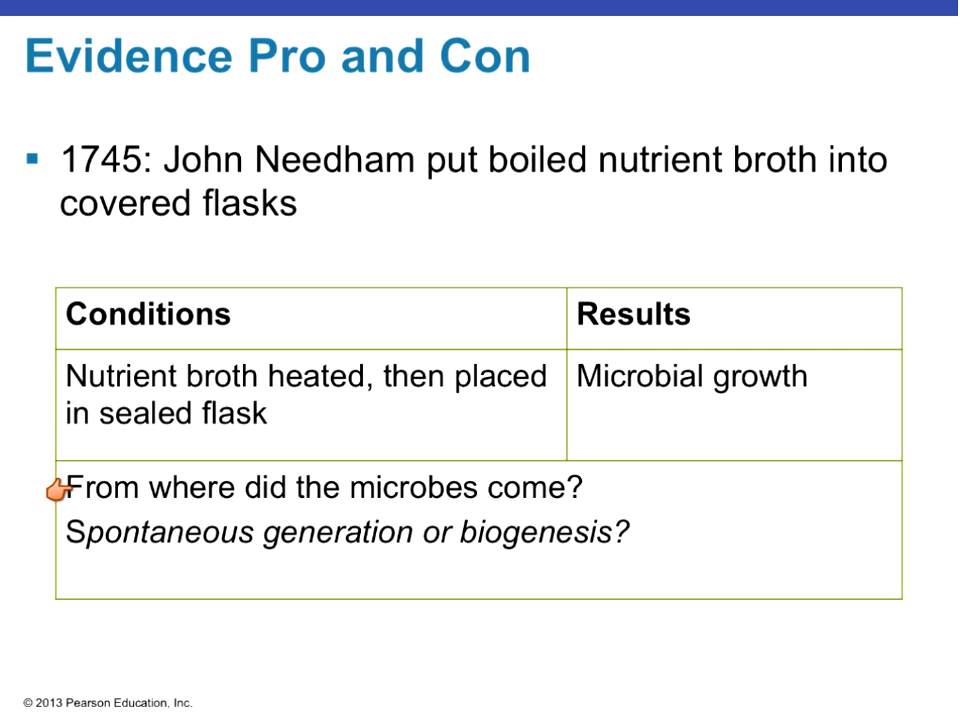 Evidence Pro and Con
▪ 1745: John Needham put boiled nutrient broth into
covered flasks
Conditions
Results
Nutrient broth heated, then placed
in sealed flask
Microbial growth
From where did the microbes come?
Spontaneous generation or biogenesis?
© 2013 Pearson Education, Inc.